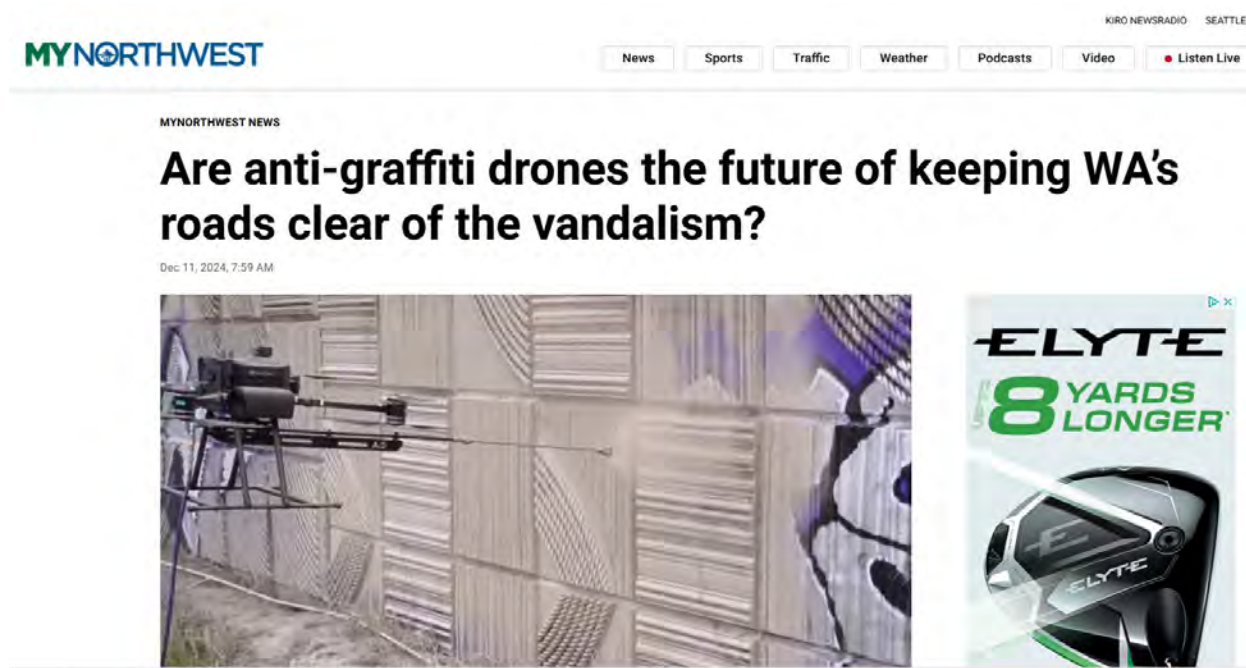 KIRO NEWSRADIO SEATTLE
MYNORTHWEST
News Sports Traffic Weather Podcasts Video Listen Live
MYNORTHWEST NEWS
Are anti-graffiti drones the future of keeping WA's
roads clear of the vandalism?
Dec 11, 2024, 7:59 AM
ELYTE
8 YARDS
LONGER*
E
ELYTE